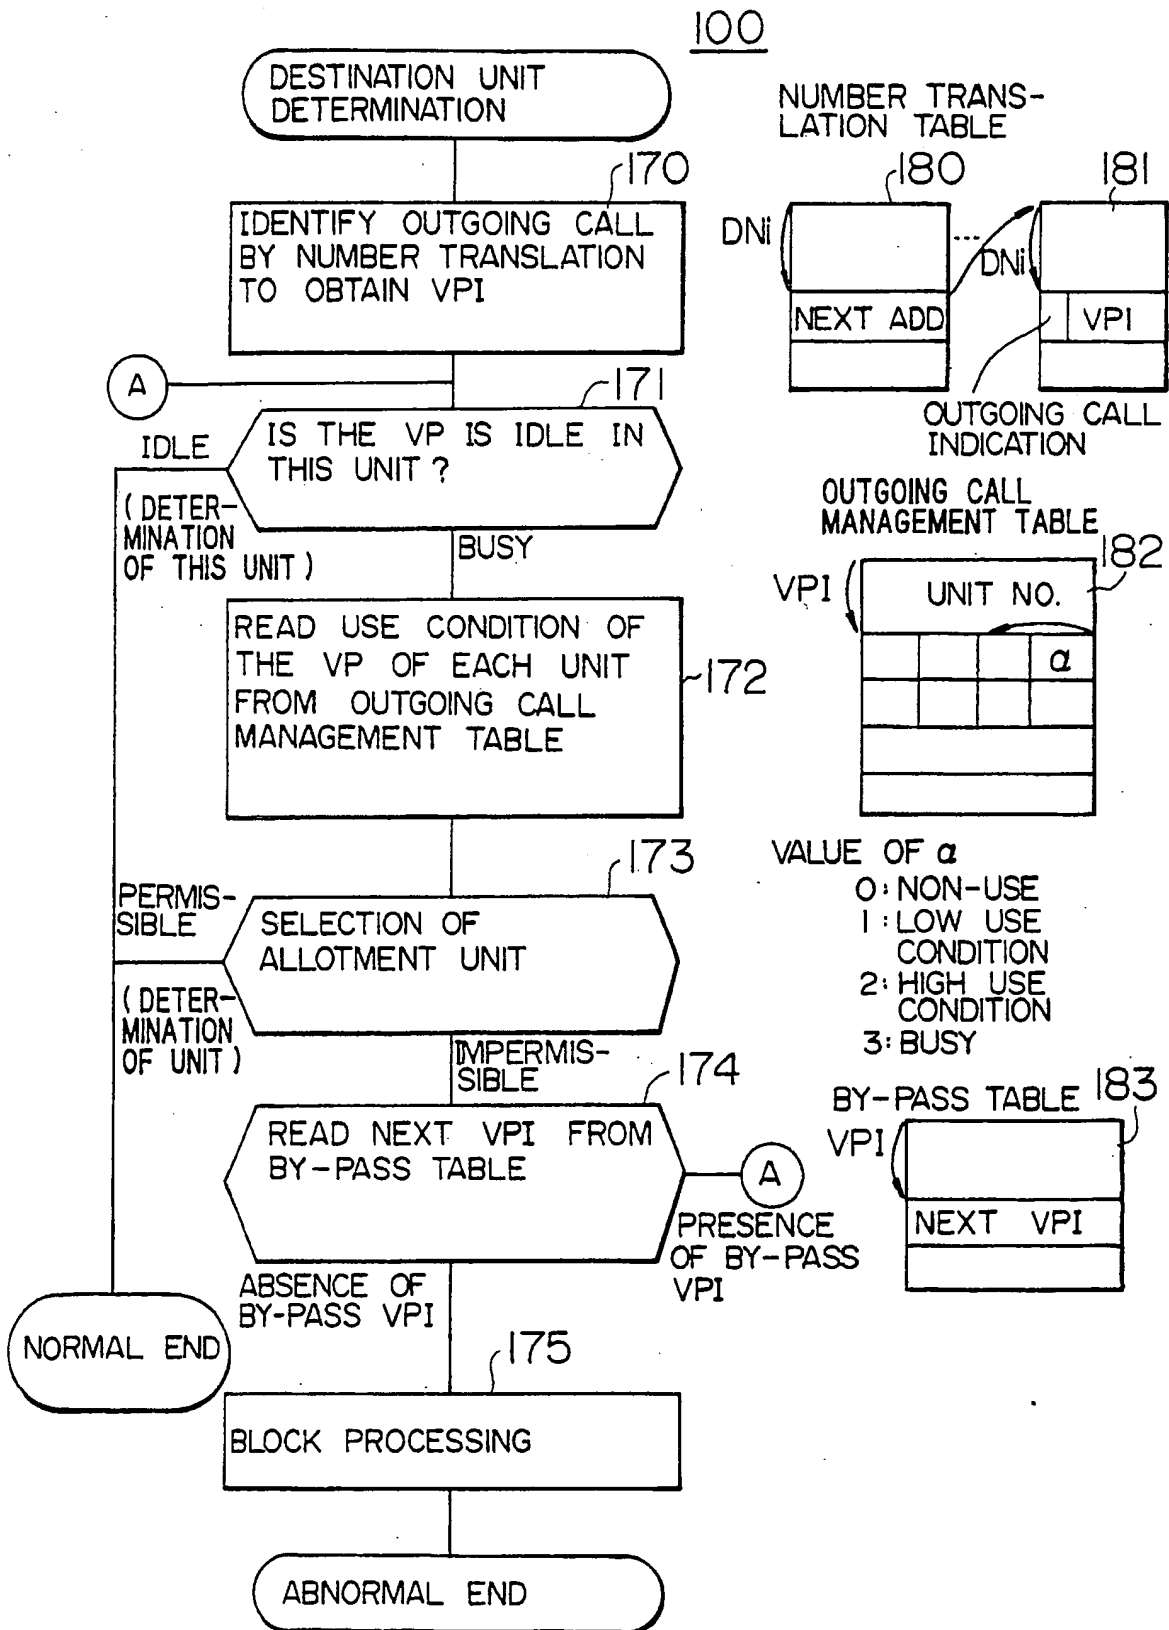 100
DESTINATION UNIT
DETERMINATION
170
IDENTIFY OUTGOING CALL
BY NUMBER TRANSLATION
TO OBTAIN VPI
A
171
IS THE VP IS IDLE IN
THIS UNIT ?
IDLE
(DETER-
MINATION
OF THIS UNIT)
BUSY
READ USE CONDITION OF
THE VP OF EACH UNIT
FROM OUTGOING CALL
MANAGEMENT TABLE
172
173
SELECTION OF
ALLOTMENT UNIT
PERMIS-
SIBLE
(DETER-
MINATION
OF UNIT)
IMPERMIS-
SIBLE
174
READ NEXT VPI FROM
BY-PASS TABLE
A
PRESENCE
OF BY-PASS
VPI
ABSENCE OF
BY-PASS VPI
NORMAL END
175
BLOCK PROCESSING
ABNORMAL END
NUMBER TRANS-
LATION TABLE
180
181
DNi
...
DNi
NEXT ADD
VPI
OUTGOING CALL
INDICATION
OUTGOING CALL
MANAGEMENT TABLE
182
VPI
UNIT NO.
α
VALUE OF α
0: NON-USE
1: LOW USE
CONDITION
2: HIGH USE
CONDITION
3: BUSY
BY-PASS TABLE
183
VPI
NEXT VPI